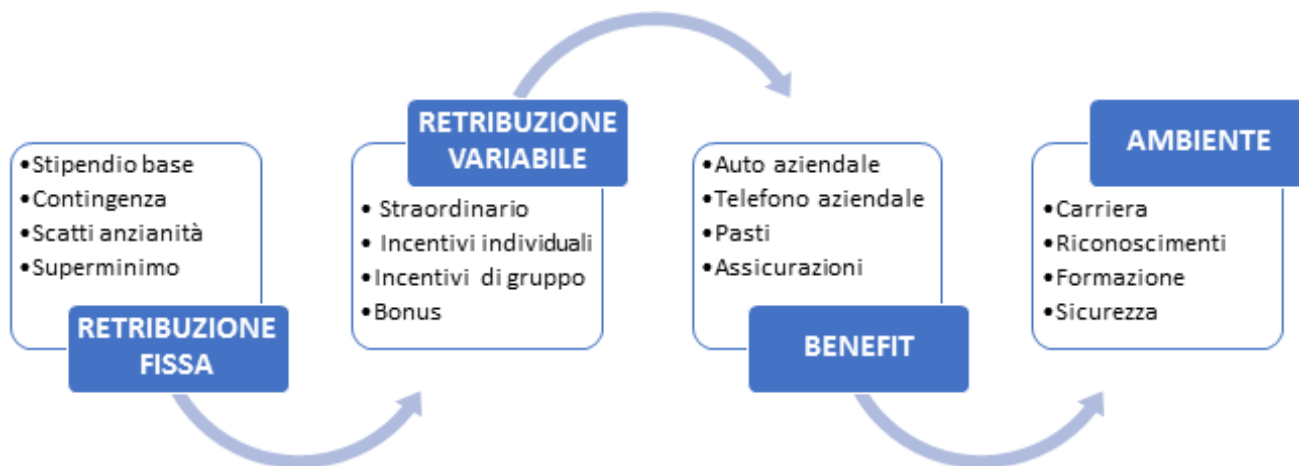 •Stipendio base
•Contingenza
•Scatti anzianità
•Superminimo
RETRIBUZIONE
FISSA
RETRIBUZIONE
VARIABILE
• Straordinario
• Incentivi individuali
•Incentivi di gruppo
•Bonus
•Auto aziendale
•Telefono aziendale
•Pasti
•Assicurazioni
BENEFIT
AMBIENTE
•Carriera
•Riconoscimenti
•Formazione
•Sicurezza